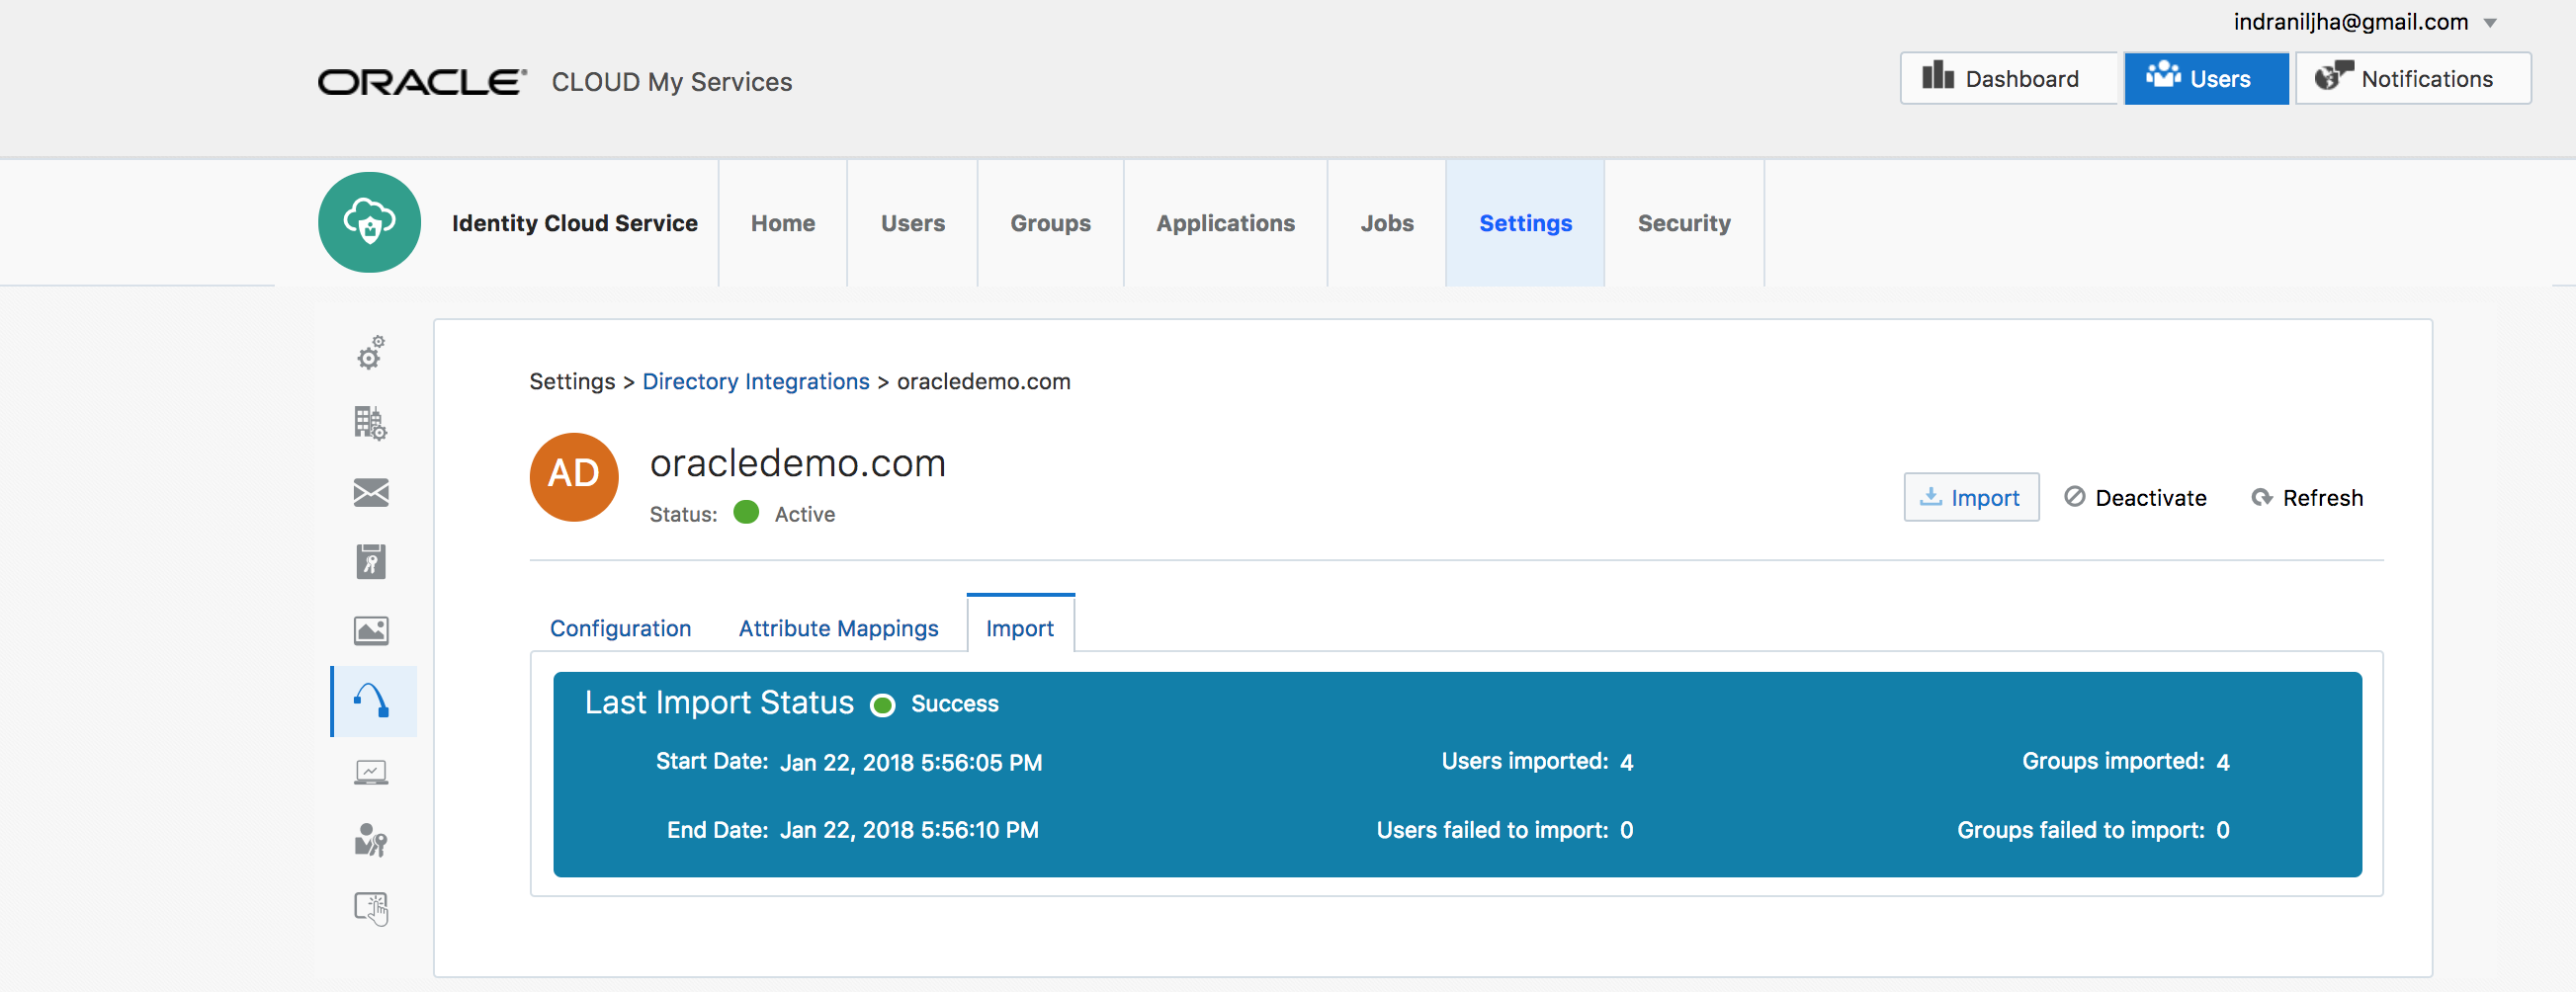 indraniljha@gmail.com
ORACLE® CLOUD My Services
Dashboard Users Notifications
Identity Cloud Service Home Users Groups Applications Jobs Settings Security
Settings > Directory Integrations > oracledemo.com
AD oracledemo.com
Status: Active
Import Deactivate Refresh
Configuration Attribute Mappings Import
Last Import Status Success
Start Date: Jan 22, 2018 5:56:05 PM Users imported: 4 Groups imported: 4
End Date: Jan 22, 2018 5:56:10 PM Users failed to import: 0 Groups failed to import: 0